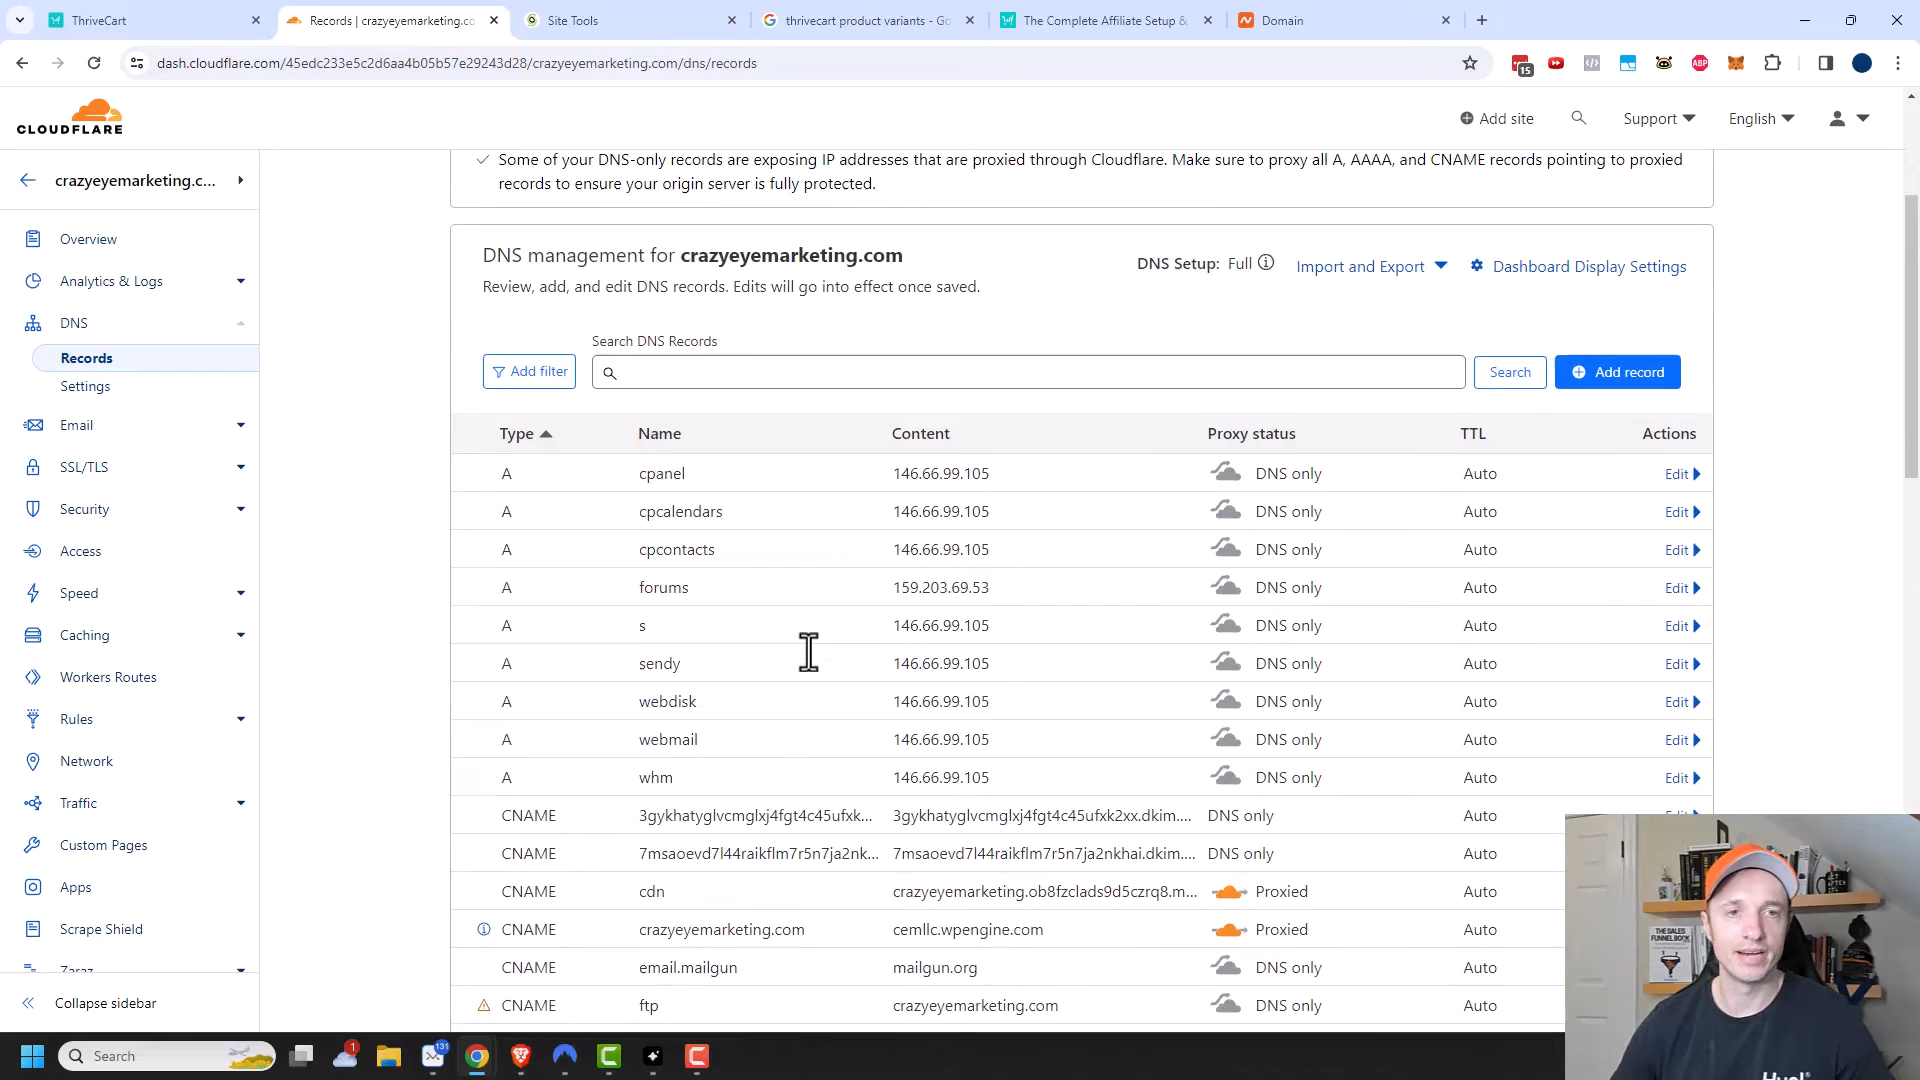 ThriveCart
Records | crazyeyemarketing.co
Site Tools
thrivecart product variants - Go
The Complete Affiliate Setup &
Domain
dash.cloudflare.com/45edc233e5c2d6aa4b05b57e29243d28/crazyeyemarketing.com/dns/records
15
ABP
CLOUDFLARE
Add site
Support
English
crazyeyemarketing.c...
Overview
Analytics & Logs
DNS
Records
Settings
Email
SSL/TLS
Security
Access
Speed
Caching
Workers Routes
Rules
Network
Traffic
Custom Pages
Apps
Scrape Shield
Zaraz
Collapse sidebar
Some of your DNS-only records are exposing IP addresses that are proxied through Cloudflare. Make sure to proxy all A, AAAA, and CNAME records pointing to proxied
records to ensure your origin server is fully protected.
DNS management for crazyeyemarketing.com
Review, add, and edit DNS records. Edits will go into effect once saved.
DNS Setup: Full
Import and Export
Dashboard Display Settings
Search DNS Records
Add filter
Search
Add record
Type Name Content Proxy status TTL Actions
A cpanel 146.66.99.105 DNS only Auto Edit
A cpcalendars 146.66.99.105 DNS only Auto Edit
A cpcontacts 146.66.99.105 DNS only Auto Edit
A forums 159.203.69.53 DNS only Auto Edit
A s 146.66.99.105 DNS only Auto Edit
A sendy 146.66.99.105 DNS only Auto Edit
A webdisk 146.66.99.105 DNS only Auto Edit
A webmail 146.66.99.105 DNS only Auto Edit
A whm 146.66.99.105 DNS only Auto Edit
CNAME 3gykhatyglvcmglxj4fgt4c45ufxk... 3gykhatyglvcmglxj4fgt4c45ufxk2xx.dkim.... DNS only Auto
CNAME 7msaoevd7l44raikflm7r5n7ja2nk... 7msaoevd7l44raikflm7r5n7ja2nkhai.dkim.... DNS only Auto
CNAME cdn crazyeyemarketing.ob8fzclads9d5czrq8.m... Proxied Auto
CNAME crazyeyemarketing.com cemllc.wpengine.com Proxied Auto
CNAME email.mailgun mailgun.org DNS only Auto
CNAME ftp crazyeyemarketing.com DNS only Auto
THE SALES
FUNNEL BOOK
Search
1
131